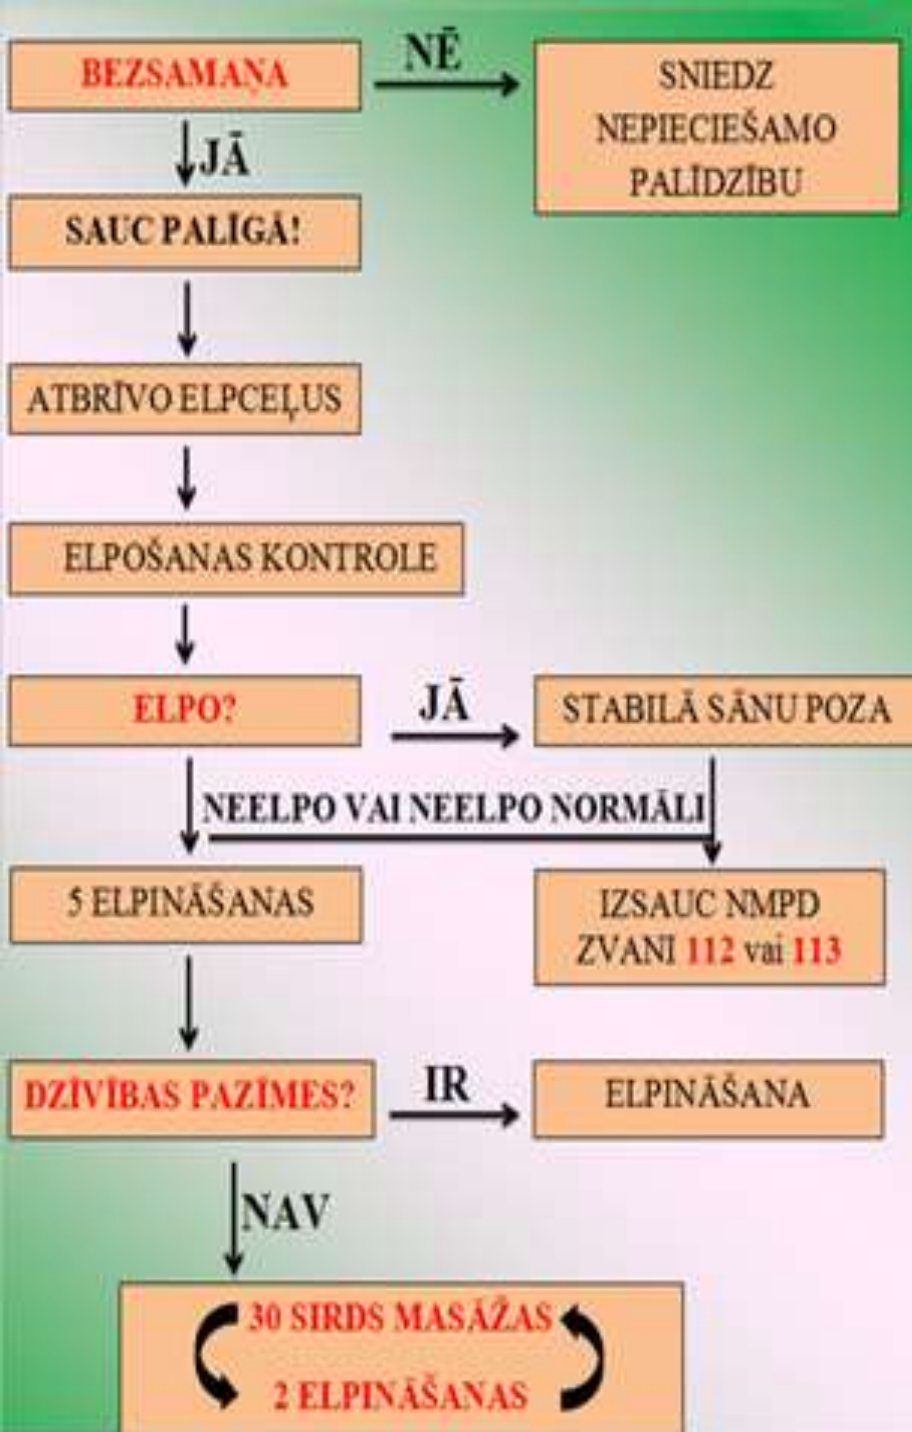 BEZSAMAŅA
NĒ
SNIEDZ
NEPIECIEŠAMO
PALĪDZĪBU
JĀ
SAUC PALĪGĀ!
ATBRĪVO ELPCEĻUS
ELPOŠANAS KONTROLE
ELPO?
JĀ
STABILĀ SĀNU POZA
NEELPO VAI NEELPO NORMĀLI
5 ELPINĀŠANAS
IZSAUC NMPD
ZVANI 112 vai 113
DZĪVĪBAS PAZĪMES?
IR
ELPINĀŠANA
NAV
30 SIRDS MASĀŽAS
2 ELPINĀŠANAS